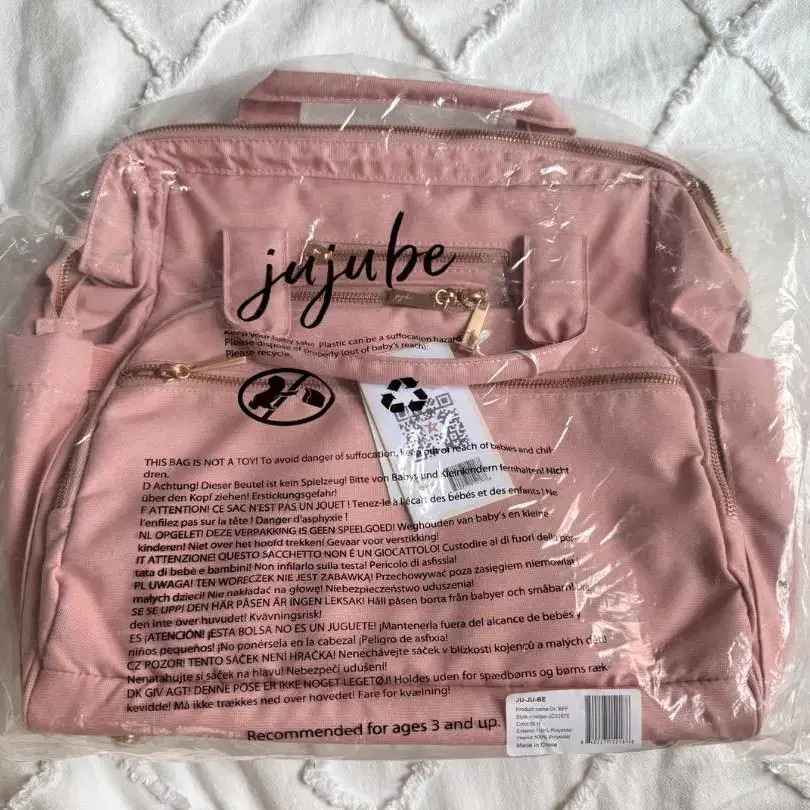 jujube
Keep your baby safe! Plastic can be a suffocation hazard
Please dispose of properly (out of baby's reach).
Please recycle.
THIS BAG IS NOT A TOY! To avoid danger of suffocation, keep out of reach of babies and chil-
dren.
D Achtung! Dieser Beutel ist kein Spielzeug! Bitte von Babys und Kleinkindern fernhalten! Nicht
über den Kopf ziehen! Erstickungsgefahr!
F ATTENTION! CE SAC N'EST PAS UN JOUET ! Tenez-le à l'écart des bébés et des enfants ! Ne
l'enfilez pas sur la tête ! Danger d'asphyxie !
NL OPGELET! DEZE VERPAKKING IS GEEN SPEELGOED! Weghouden van baby's en kleine
kinderen! Niet over het hoofd trekken! Gevaar voor verstikking!
IT ATTENZIONE! QUESTO SACCHETTO NON È UN GIOCATTOLO! Custodire al di fuori della por-
tata di bebè e bambini! Non infilarlo sulla testa! Pericolo di asfissia!
PL UWAGA! TEN WORECZEK NIE JEST ZABAWKĄ! Przechowywać poza zasięgiem niemowląt i
małych dzieci! Nie nakładać na głowę! Niebezpieczeństwo uduszenia!
SE SE UPP! DEN HÄR PÅSEN ÄR INGEN LEKSAK! Håll påsen borta från babyer och småbarn! Dra
den inte över huvudet! Kvävningsrisk!
ES ¡ATENCIÓN! ¡ESTA BOLSA NO ES UN JUGUETE! ¡Mantenerla fuera del alcance de bebés y
niños pequeños! ¡No ponérsela en la cabeza! ¡Peligro de asfixia!
CZ POZOR! TENTO SÁČEK NENÍ HRAČKA! Nenechávejte sáček v blízkosti kojenců a malých dětí!
Nenatahujte si sáček na hlavu! Nebezpečí udušení!
DK GIV AGT! DENNE POSE ER IKKE NOGET LEGETØJ! Holdes uden for spædbørns og børns ræk-
kevidde! Må ikke trækkes ned over hovedet! Fare for kvælning!
Recommended for ages 3 and up.
JU-JU-BE
Product name: Dr. BFF
Exterior: 100% Polyester
Interior: 100% Polyester
Made in China